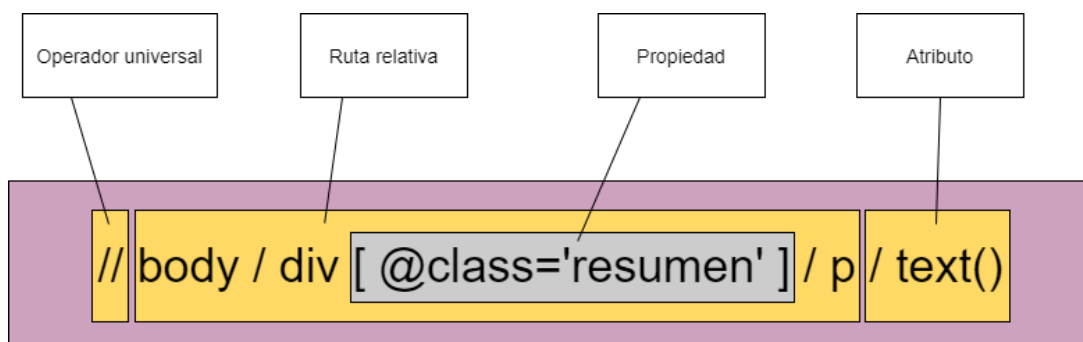 Operador universal
Ruta relativa
Propiedad
Atributo
// body / div [ @class='resumen' ] / p / text()